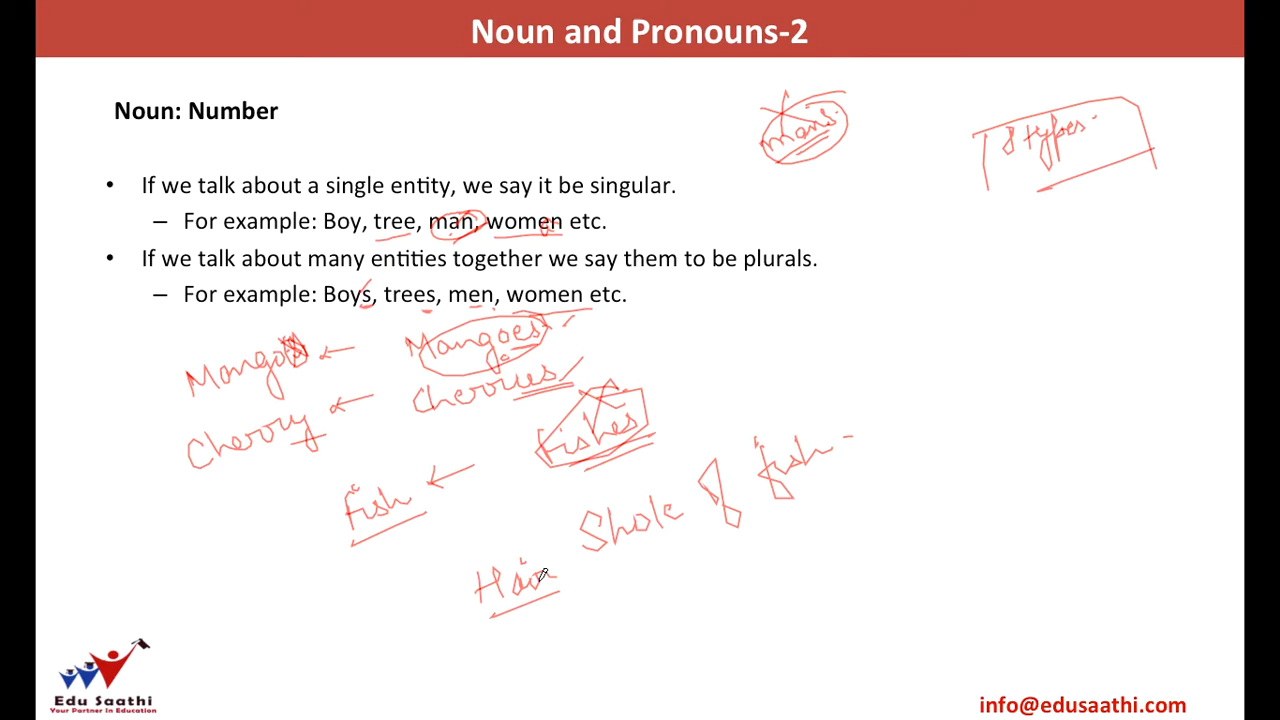 Noun and Pronouns-2
Noun: Number
mans
8 types
• If we talk about a single entity, we say it be singular.
– For example: Boy, tree, man, women etc.
a
• If we talk about many entities together we say them to be plurals.
– For example: Boys, trees, men, women etc.
Mango ← Mangoes
Cherry ← Cherries
Fish ← Fishes
Shole of fish
Hair
Edu Saathi
Your Partner In Education
info@edusaathi.com